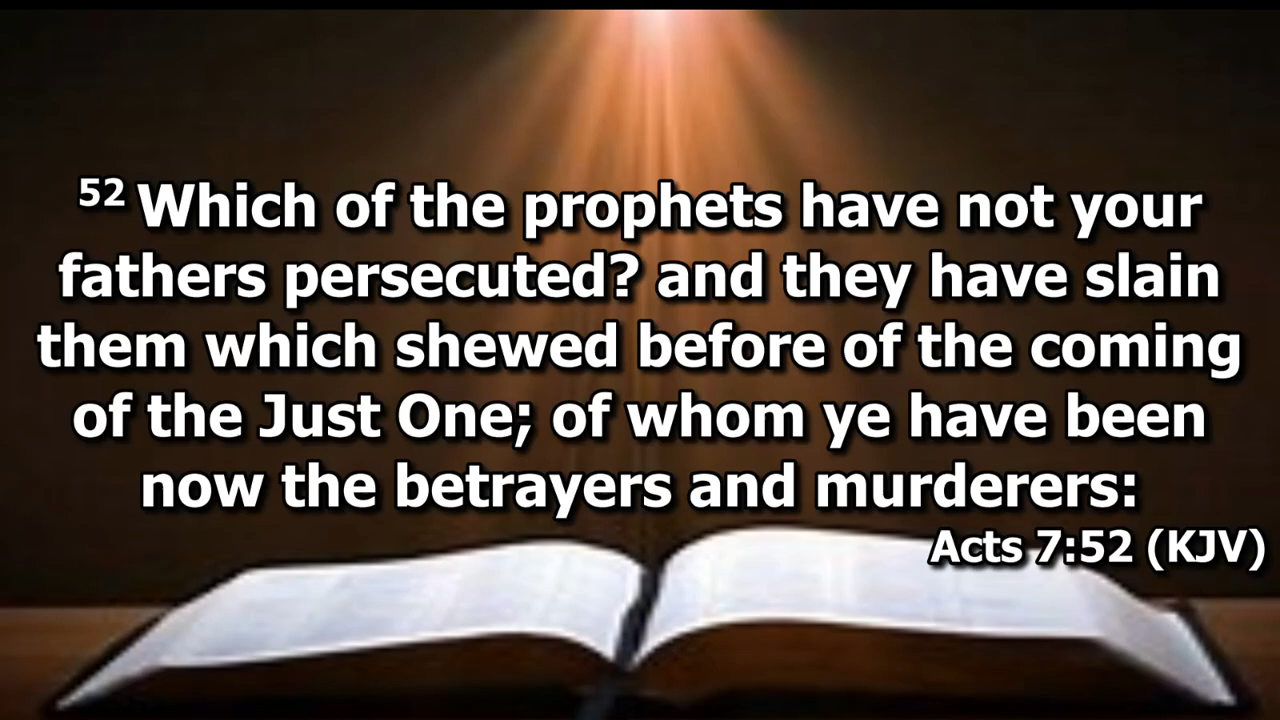 52 Which of the prophets have not your
fathers persecuted? and they have slain
them which shewed before of the coming
of the Just One; of whom ye have been
now the betrayers and murderers:
Acts 7:52 (KJV)